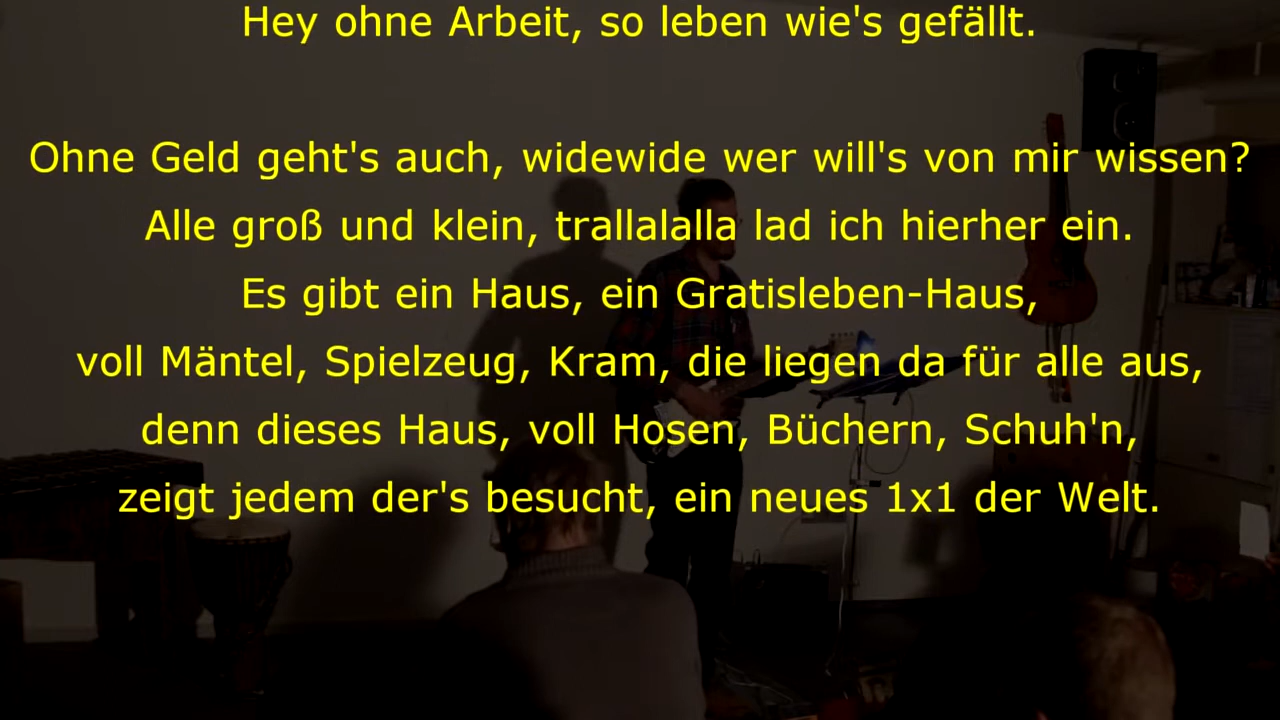 Hey ohne Arbeit, so leben wie's gefällt.
Ohne Geld geht's auch, widewide wer will's von mir wissen?
Alle groß und klein, trallalalla lad ich hierher ein.
Es gibt ein Haus, ein Gratisleben-Haus,
voll Mäntel, Spielzeug, Kram, die liegen da für alle aus,
denn dieses Haus, voll Hosen, Büchern, Schuh'n,
zeigt jedem der's besucht, ein neues 1x1 der Welt.